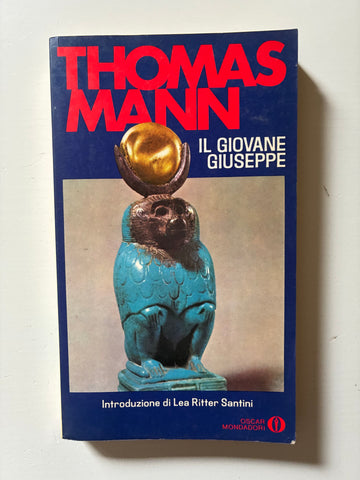 THOMAS
MANN
IL GIOVANE
GIUSEPPE
Introduzione di Lea Ritter Santini
OSCAR
MONDADORI